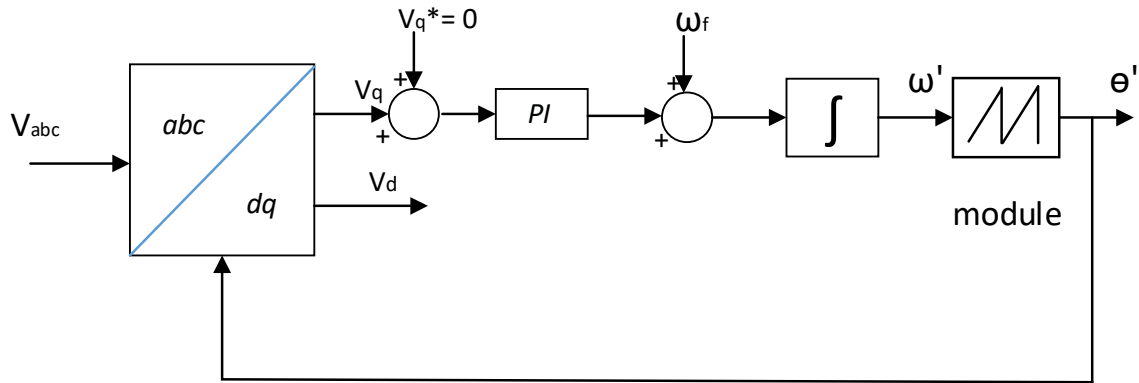 Vq*= 0
ωf
+
+
Vabc
abc
dq
Vq
+
PI
+
∫
ω'
ɵ'
Vd
module